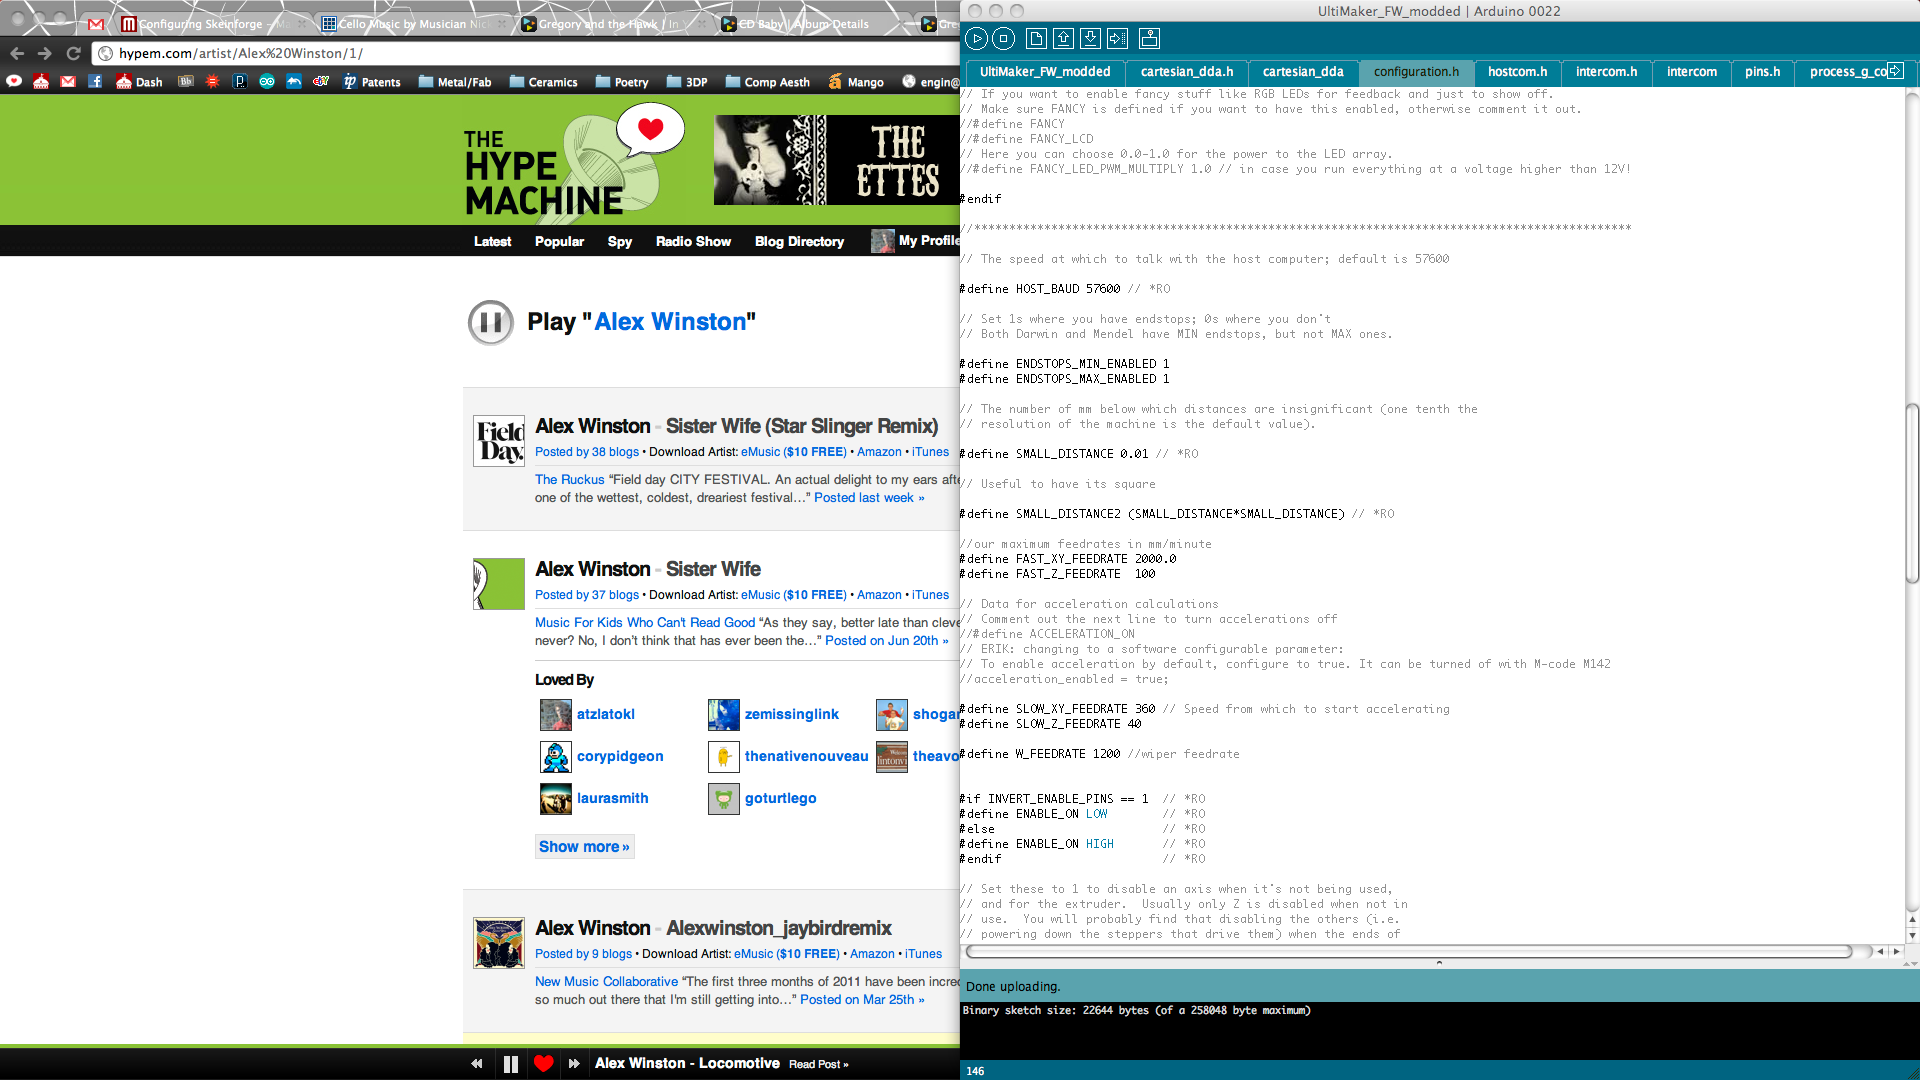 Configuring Skeinforge – Ma
Cello Music by Musician Nic
Gregory and the Hawk / In Y
CD Baby | Album Details
Gre
hypem.com/artist/Alex%20Winston/1/
Dash
Patents
Metal/Fab
Ceramics
Poetry
3DP
Comp Aesth
Mango
engin@
THE
HYPE
MACHINE
THE
ETTES
Latest
Popular
Spy
Radio Show
Blog Directory
My Profile
Play "Alex Winston"
Field
Day.
Alex Winston - Sister Wife (Star Slinger Remix)
Posted by 38 blogs • Download Artist: eMusic ($10 FREE) • Amazon • iTunes
The Ruckus “Field day CITY FESTIVAL. An actual delight to my ears afte
one of the wettest, coldest, dreariest festival…” Posted last week »
Alex Winston - Sister Wife
Posted by 37 blogs • Download Artist: eMusic ($10 FREE) • Amazon • iTunes
Music For Kids Who Can't Read Good “As they say, better late than cleve
never? No, I don’t think that has ever been the…” Posted on Jun 20th »
Loved By
atzlatokl
zemissinglink
shogar
corypidgeon
thenativenouveau
theavo
laurasmith
goturtlego
Show more »
Alex Winston - Alexwinston_jaybirdremix
Posted by 9 blogs • Download Artist: eMusic ($10 FREE) • Amazon • iTunes
New Music Collaborative “The first three months of 2011 have been incre
so much out there that I'm still getting into…” Posted on Mar 25th »
Alex Winston - Locomotive Read Post »
UltiMaker_FW_modded | Arduino 0022
UltiMaker_FW_modded
cartesian_dda.h
cartesian_dda
configuration.h
hostcom.h
intercom.h
intercom
pins.h
process_g_co
// If you want to enable fancy stuff like RGB LEDs for feedback and just to show off.
// Make sure FANCY is defined if you want to have this enabled, otherwise comment it out.
//#define FANCY
//#define FANCY_LCD
// Here you can choose 0.0-1.0 for the power to the LED array.
//#define FANCY_LED_PWM_MULTIPLY 1.0 // in case you run everything at a voltage higher than 12V!
#endif
//**********************************************************************************************
// The speed at which to talk with the host computer; default is 57600
#define HOST_BAUD 57600 // *RO
// Set 1s where you have endstops; 0s where you don't
// Both Darwin and Mendel have MIN endstops, but not MAX ones.
#define ENDSTOPS_MIN_ENABLED 1
#define ENDSTOPS_MAX_ENABLED 1
// The number of mm below which distances are insignificant (one tenth the
// resolution of the machine is the default value).
#define SMALL_DISTANCE 0.01 // *RO
// Useful to have its square
#define SMALL_DISTANCE2 (SMALL_DISTANCE*SMALL_DISTANCE) // *RO
//our maximum feedrates in mm/minute
#define FAST_XY_FEEDRATE 2000.0
#define FAST_Z_FEEDRATE  100
// Data for acceleration calculations
// Comment out the next line to turn accelerations off
//#define ACCELERATION_ON
// ERIK: changing to a software configurable parameter:
// To enable acceleration by default, configure to true. It can be turned of with M-code M142
//acceleration_enabled = true;
#define SLOW_XY_FEEDRATE 360 // Speed from which to start accelerating
#define SLOW_Z_FEEDRATE 40
#define W_FEEDRATE 1200 //wiper feedrate
#if INVERT_ENABLE_PINS == 1  // *RO
#define ENABLE_ON LOW        // *RO
#else                        // *RO
#define ENABLE_ON HIGH       // *RO
#endif                       // *RO
// Set these to 1 to disable an axis when it's not being used,
// and for the extruder.  Usually only Z is disabled when not in
// use.  You will probably find that disabling the others (i.e.
// powering down the steppers that drive them) when the ends of
Done uploading.
Binary sketch size: 22644 bytes (of a 258048 byte maximum)
146